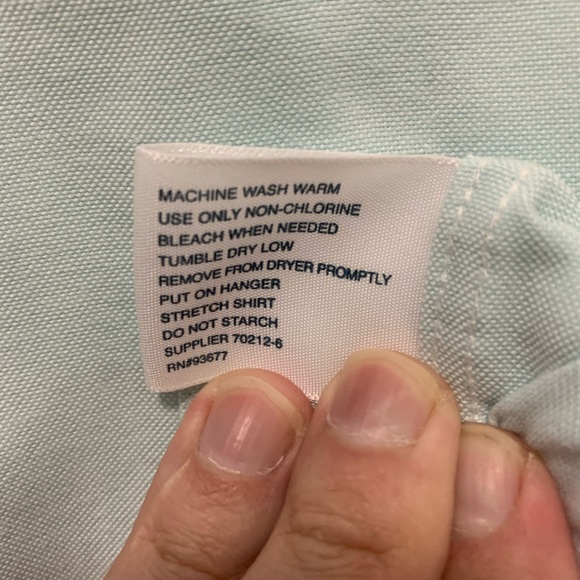 MACHINE WASH WARM
USE ONLY NON-CHLORINE
BLEACH WHEN NEEDED
TUMBLE DRY LOW
REMOVE FROM DRYER PROMPTLY
PUT ON HANGER
STRETCH SHIRT
DO NOT STARCH
SUPPLIER 70212-6
RN#93677